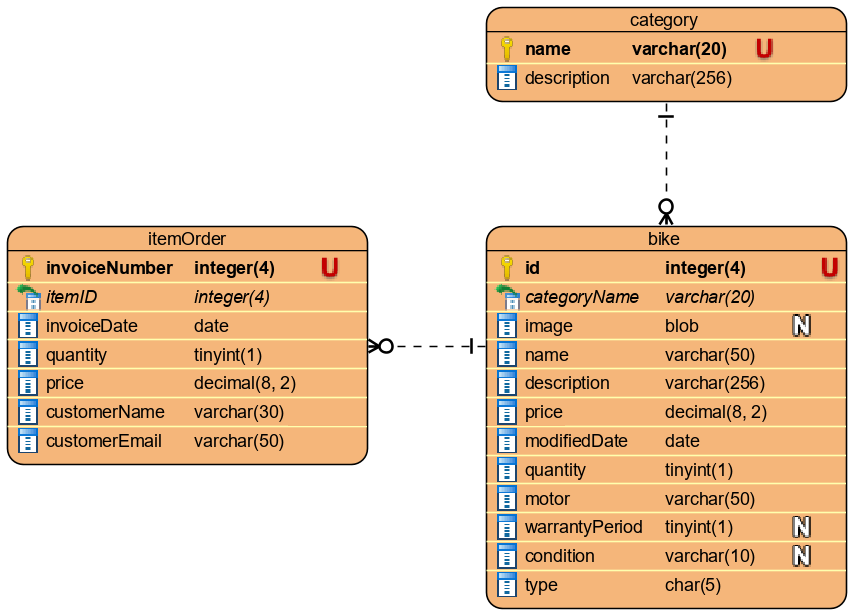 category
name varchar(20) U
description varchar(256)
itemOrder
invoiceNumber integer(4) U
itemID integer(4)
invoiceDate date
quantity tinyint(1)
price decimal(8, 2)
customerName varchar(30)
customerEmail varchar(50)
bike
id integer(4) U
categoryName varchar(20)
image blob N
name varchar(50)
description varchar(256)
price decimal(8, 2)
modifiedDate date
quantity tinyint(1)
motor varchar(50)
warrantyPeriod tinyint(1) N
condition varchar(10) N
type char(5)